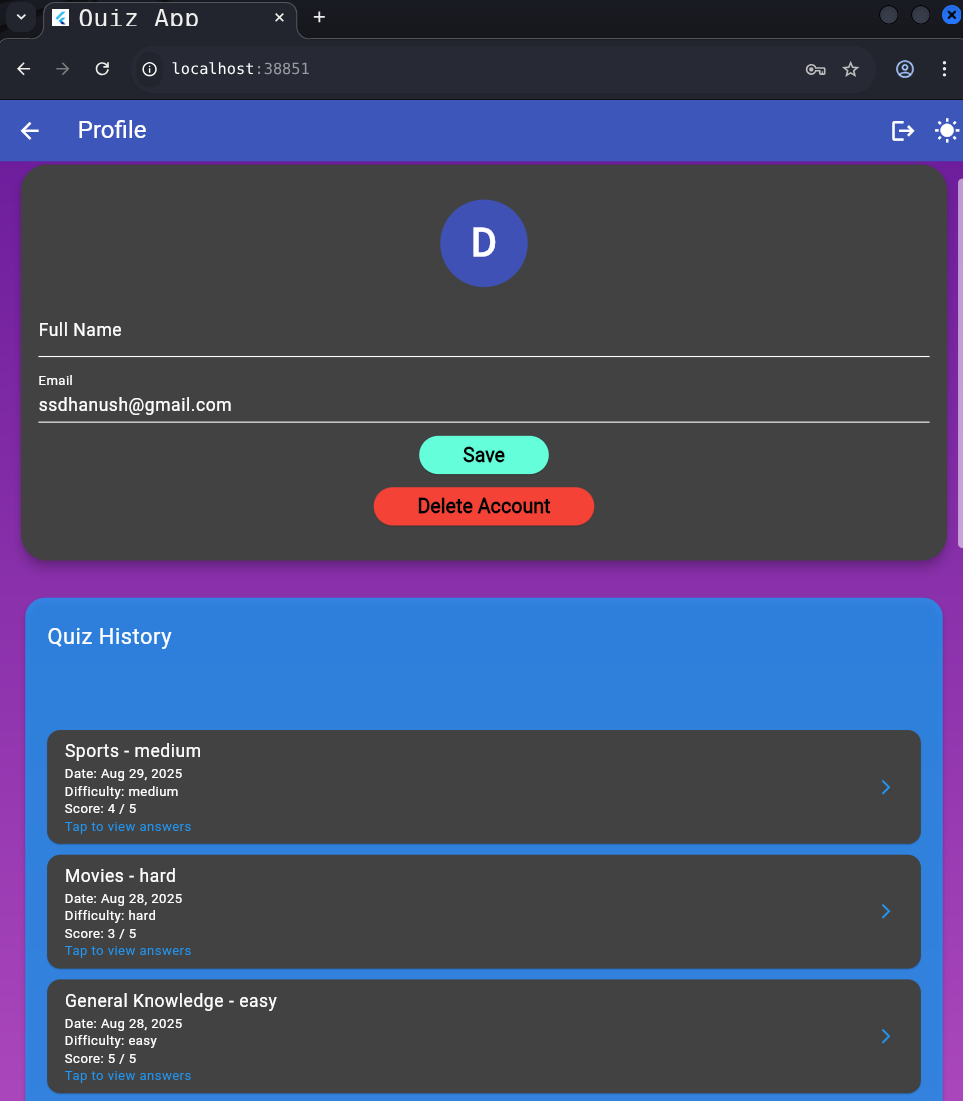 Quiz App
localhost:38851
Profile
D
Full Name
Email
ssdhanush@gmail.com
Save
Delete Account
Quiz History
Sports - medium
Date: Aug 29, 2025
Difficulty: medium
Score: 4 / 5
Tap to view answers
Movies - hard
Date: Aug 28, 2025
Difficulty: hard
Score: 3 / 5
Tap to view answers
General Knowledge - easy
Date: Aug 28, 2025
Difficulty: easy
Score: 5 / 5
Tap to view answers